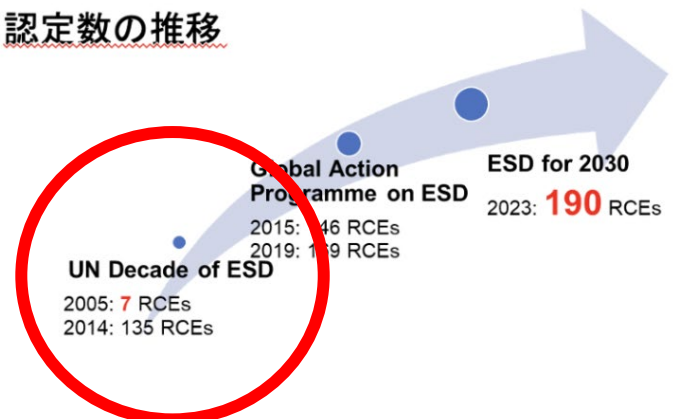 認定数の推移
Global Action
Programme on ESD
2015: RCEs
2019: 169 RCEs
ESD for 2030
2023: 190 RCEs
UN Decade of ESD
2005: 7 RCEs
2014: 135 RCEs